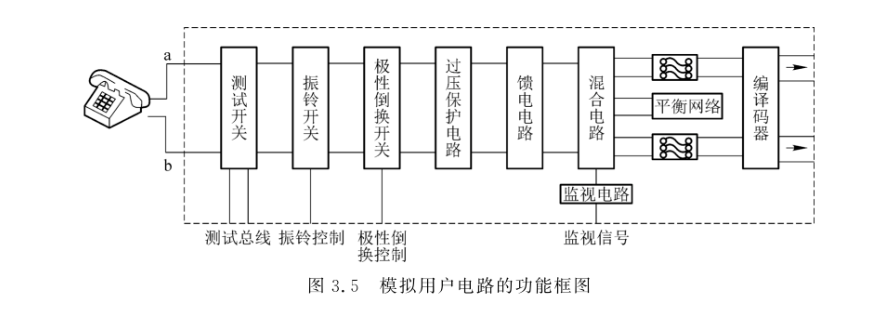 a
b
测试开关
振铃开关
极性倒换开关
过压保护电路
馈电电路
混合电路
平衡网络
编译码器
监视电路
测试总线
振铃控制
极性倒
换控制
监视信号
图 3.5 模拟用户电路的功能框图